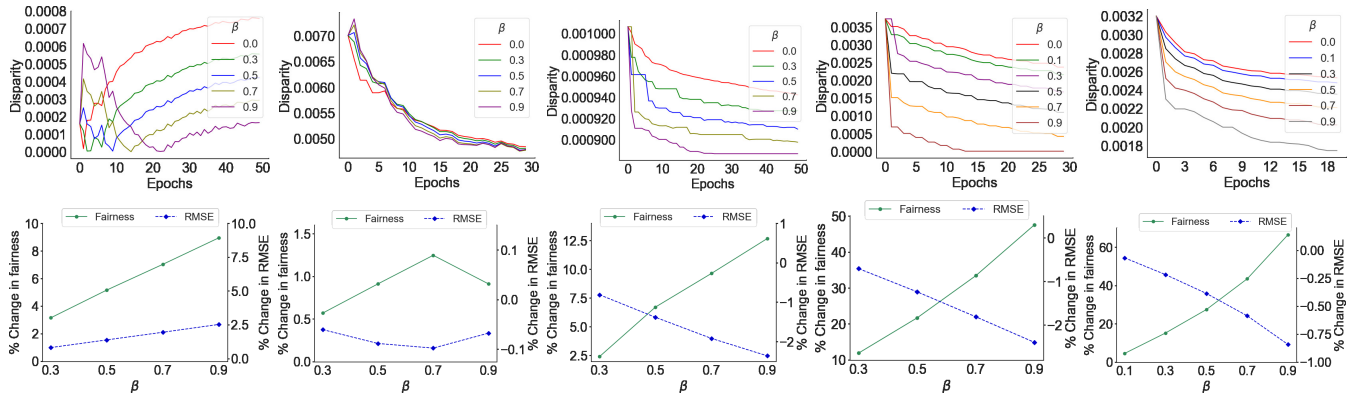 0.0008
0.0007
0.0006
0.0005
0.0004
0.0003
0.0002
0.0001
0.0000
Disparity
0 10 20 30 40 50
Epochs
β
0.0
0.3
0.5
0.7
0.9
0.0070
0.0065
0.0060
0.0055
0.0050
Disparity
0 5 10 15 20 25 30
Epochs
β
0.0
0.3
0.5
0.7
0.9
0.001000
0.000980
0.000960
0.000940
0.000920
0.000900
Disparity
0 10 20 30 40 50
Epochs
β
0.0
0.3
0.5
0.7
0.9
0.0035
0.0030
0.0025
0.0020
0.0015
0.0010
0.0005
0.0000
Disparity
0 5 10 15 20 25 30
Epochs
β
0.0
0.1
0.3
0.5
0.7
0.9
0.0032
0.0030
0.0028
0.0026
0.0024
0.0022
0.0020
0.0018
Disparity
0 3 6 9 12 15 18
Epochs
β
0.0
0.1
0.3
0.5
0.7
0.9
Fairness RMSE
10
8
6
4
2
0
% Change in fairness
10.0
7.5
5.0
2.5
0.0
% Change in RMSE
0.3 0.5 0.7 0.9
β
Fairness RMSE
1.5
1.0
0.5
0.0
% Change in fairness
0.1
0.0
−0.1
% Change in RMSE
0.3 0.5 0.7 0.9
β
Fairness RMSE
12.5
10.0
7.5
5.0
2.5
% Change in fairness
1
0
−1
−2
% Change in RMSE
0.3 0.5 0.7 0.9
β
Fairness RMSE
50
40
30
20
10
% Change in fairness
0
−1
−2
% Change in RMSE
0.3 0.5 0.7 0.9
β
Fairness RMSE
60
40
20
0
% Change in fairness
0.00
−0.25
−0.50
−0.75
−1.00
% Change in RMSE
0.1 0.3 0.5 0.7 0.9
β